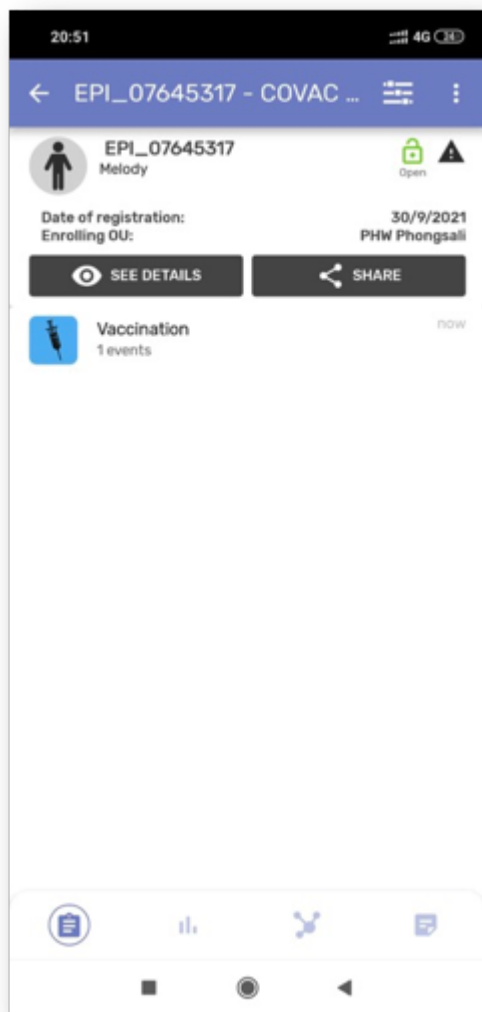 20:51
4G 24
EPI_07645317 - COVAC ...
EPI_07645317
Melody
Open
Date of registration: 30/9/2021
Enrolling OU: PHW Phongsali
SEE DETAILS
SHARE
Vaccination now
1 events